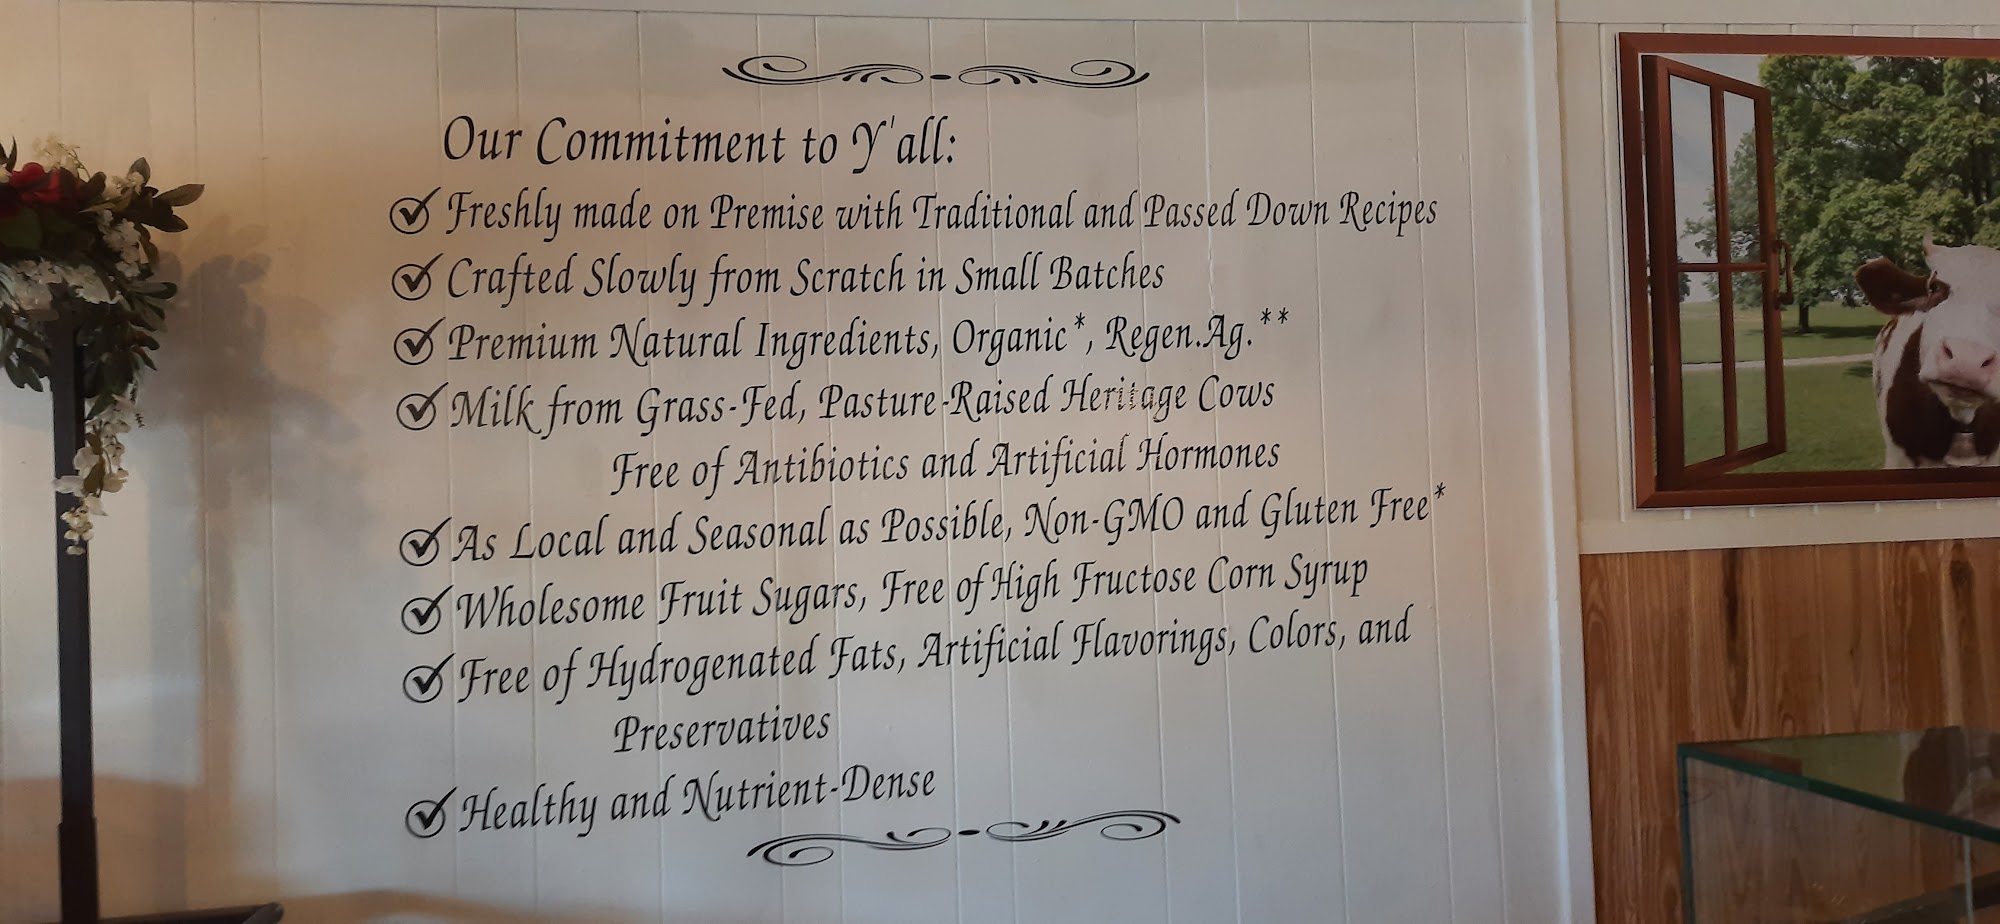 Our Commitment to Y'all:
Freshly made on Premise with Traditional and Passed Down Recipes
Crafted Slowly from Scratch in Small Batches
Premium Natural Ingredients, Organic*, Regen.Ag.**
Milk from Grass-Fed, Pasture-Raised Heritage Cows
Free of Antibiotics and Artificial Hormones
As Local and Seasonal as Possible, Non-GMO and Gluten Free*
Wholesome Fruit Sugars, Free of High Fructose Corn Syrup
Free of Hydrogenated Fats, Artificial Flavorings, Colors, and
Preservatives
Healthy and Nutrient-Dense